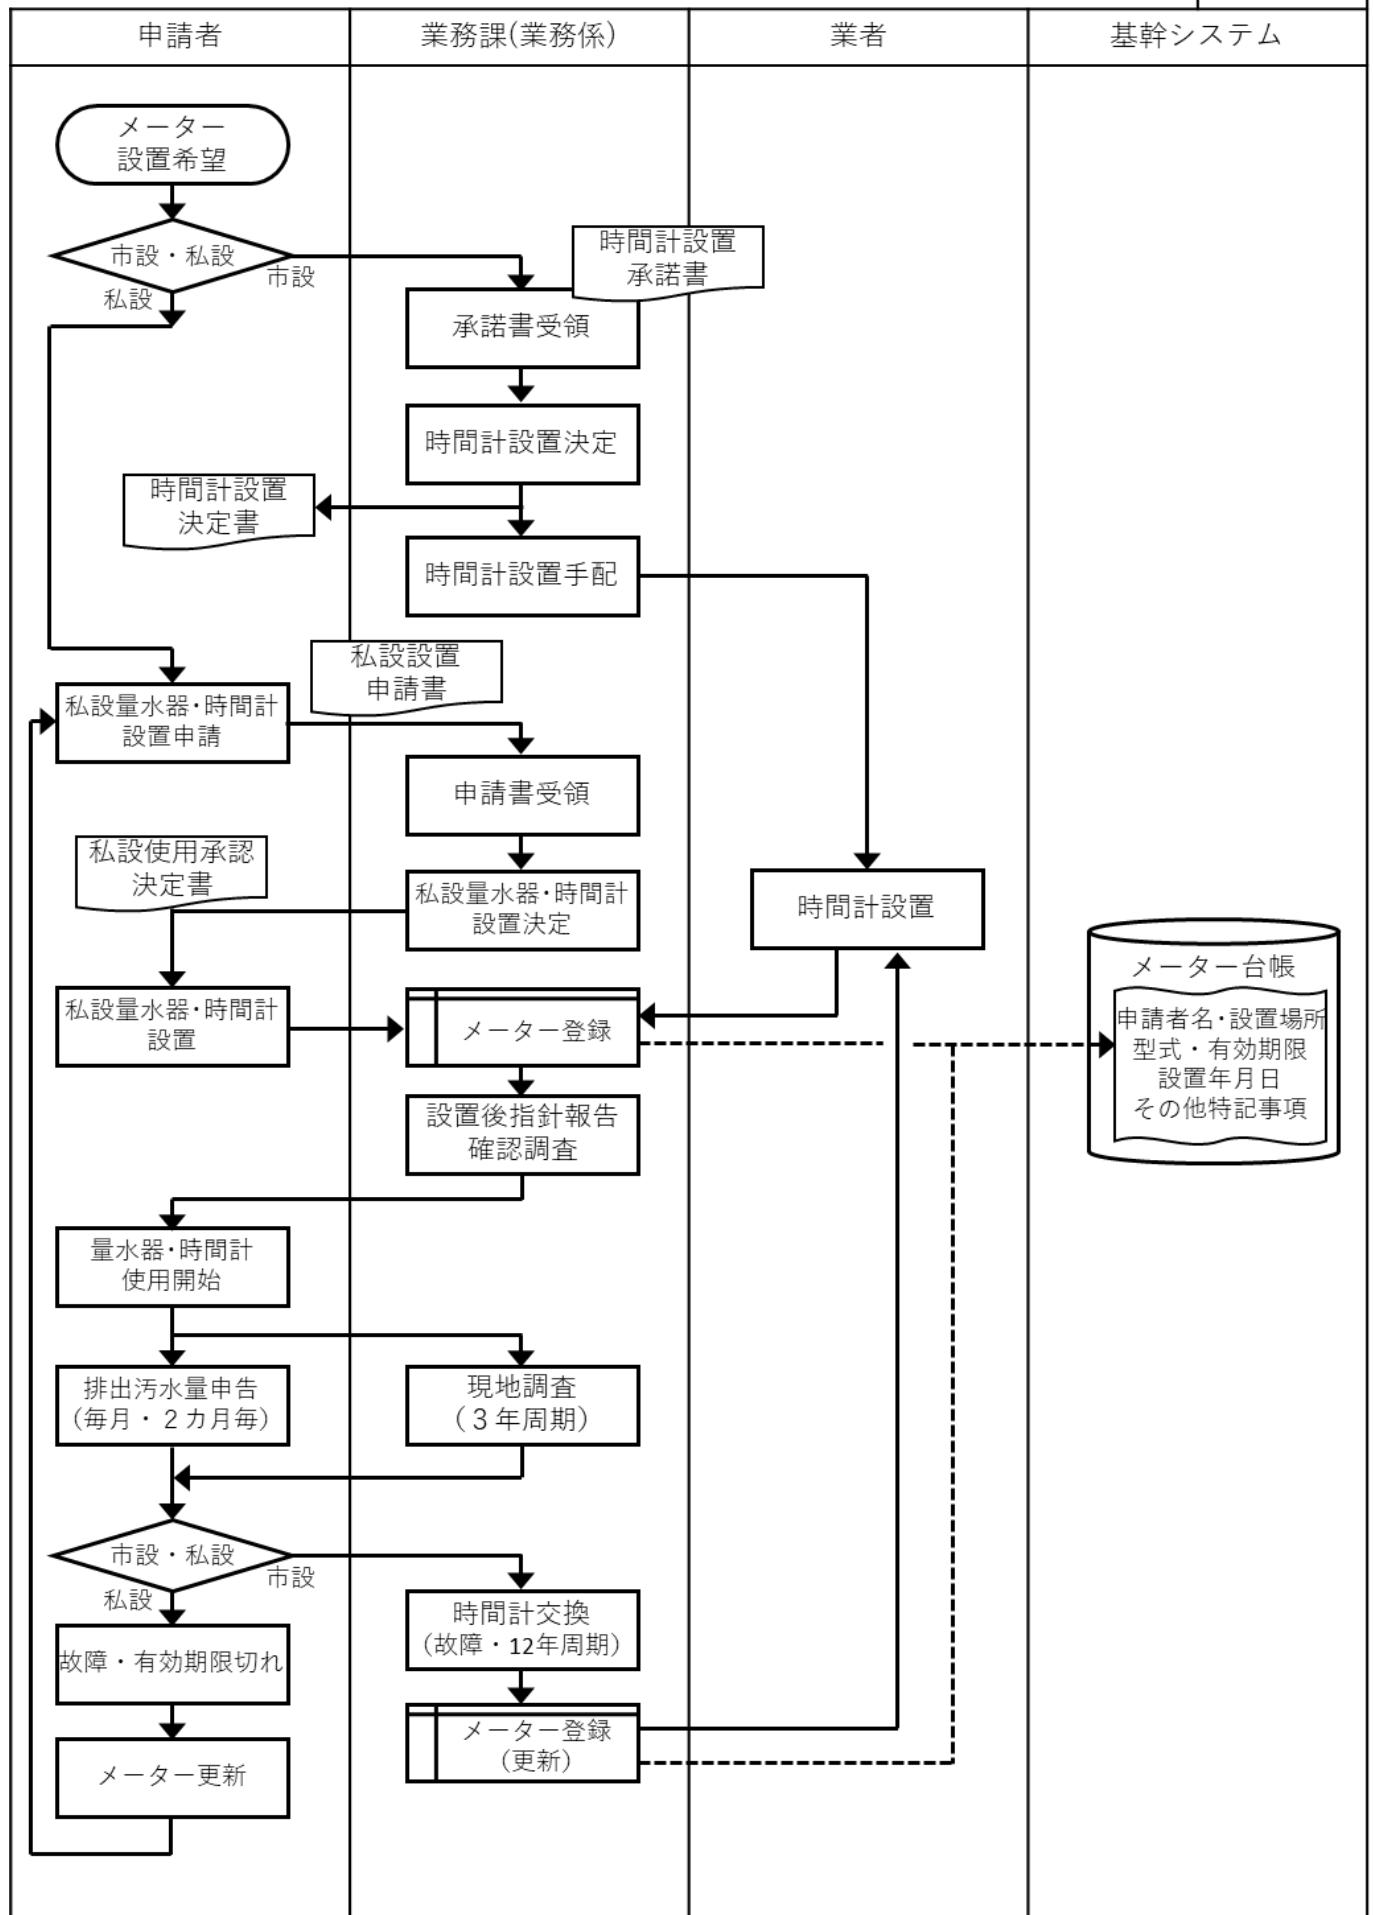 申請者
業務課(業務係)
業者
基幹システム
メーター
設置希望
市設・私設
市設
私設
時間計設置
承諾書
承諾書受領
時間計設置決定
時間計設置
決定書
時間計設置手配
私設設置
申請書
私設量水器・時間計
設置申請
申請書受領
私設使用承認
決定書
私設量水器・時間計
設置決定
時間計設置
メーター台帳
申請者名・設置場所
型式・有効期限
設置年月日
その他特記事項
私設量水器・時間計
設置
メーター登録
設置後指針報告
確認調査
量水器・時間計
使用開始
排出汚水量申告
(毎月・２カ月毎)
現地調査
(３年周期)
市設・私設
市設
私設
時間計交換
(故障・12年周期)
故障・有効期限切れ
メーター登録
(更新)
メーター更新